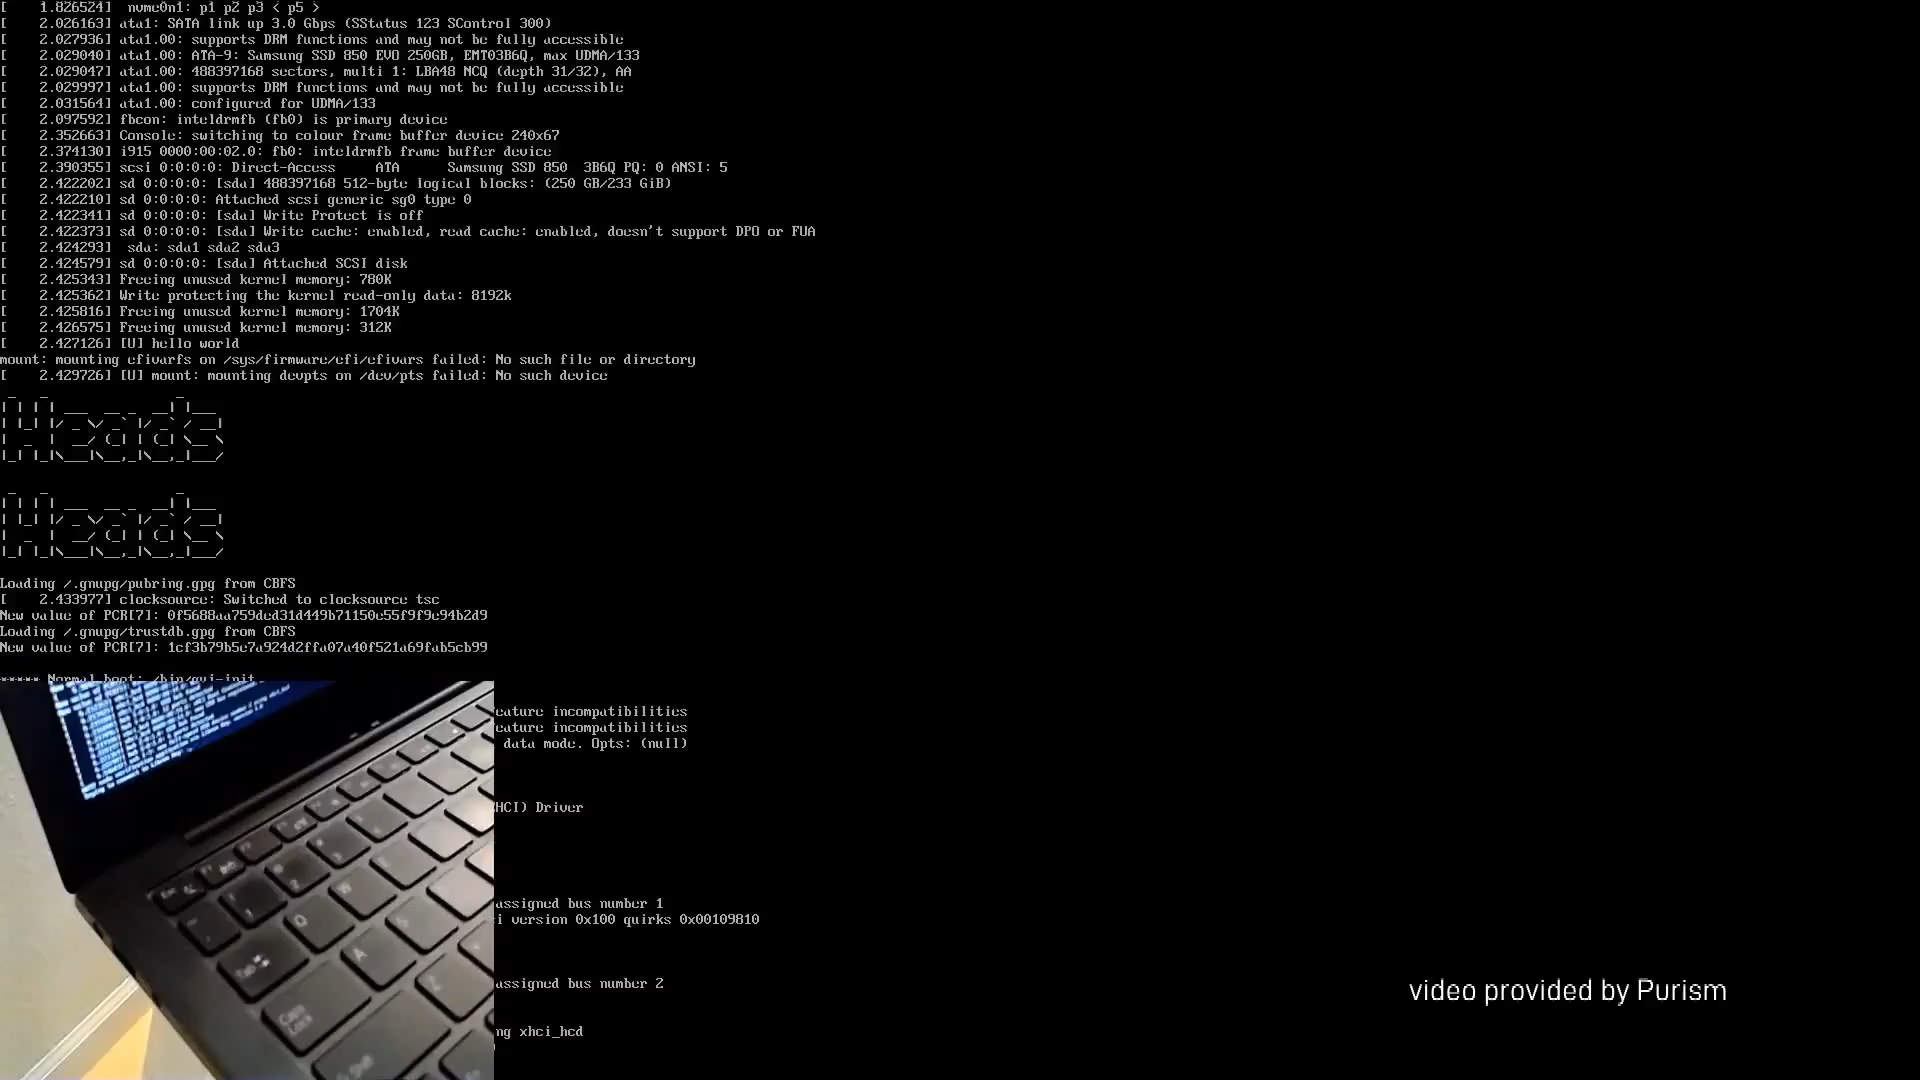 [    1.826524]  nvme0n1: p1 p2 p3 < p5 >
[    2.026163] ata1: SATA link up 3.0 Gbps (SStatus 123 SControl 300)
[    2.027936] ata1.00: supports DRM functions and may not be fully accessible
[    2.029040] ata1.00: ATA-9: Samsung SSD 850 EVO 250GB, EMT03B6Q, max UDMA/133
[    2.029047] ata1.00: 488397168 sectors, multi 1: LBA48 NCQ (depth 31/32), AA
[    2.029997] ata1.00: supports DRM functions and may not be fully accessible
[    2.031564] ata1.00: configured for UDMA/133
[    2.097592] fbcon: inteldrmfb (fb0) is primary device
[    2.352663] Console: switching to colour frame buffer device 240x67
[    2.374130] i915 0000:00:02.0: fb0: inteldrmfb frame buffer device
[    2.390355] scsi 0:0:0:0: Direct-Access     ATA      Samsung SSD 850  3B6Q PQ: 0 ANSI: 5
[    2.422202] sd 0:0:0:0: [sda] 488397168 512-byte logical blocks: (250 GB/233 GiB)
[    2.422210] sd 0:0:0:0: Attached scsi generic sg0 type 0
[    2.422341] sd 0:0:0:0: [sda] Write Protect is off
[    2.422373] sd 0:0:0:0: [sda] Write cache: enabled, read cache: enabled, doesn't support DPO or FUA
[    2.424293]  sda: sda1 sda2 sda3
[    2.424579] sd 0:0:0:0: [sda] Attached SCSI disk
[    2.425343] Freeing unused kernel memory: 780K
[    2.425362] Write protecting the kernel read-only data: 8192k
[    2.425816] Freeing unused kernel memory: 1704K
[    2.426575] Freeing unused kernel memory: 312K
[    2.427126] [U] hello world
mount: mounting efivarfs on /sys/firmware/efi/efivars failed: No such file or directory
[    2.429726] [U] mount: mounting devpts on /dev/pts failed: No such device
Heads
Heads
Loading /.gnupg/pubring.gpg from CBFS
[    2.433977] clocksource: Switched to clocksource tsc
New value of PCR[7]: 0f5688aa759ded31d449b71150e55f9f9e94b2d9
Loading /.gnupg/trustdb.gpg from CBFS
New value of PCR[7]: 1cf3b79b5e7a924d2ffa07a40f521a69fab5cb99
***** Normal boot: /bin/gui-init
eature incompatibilities
eature incompatibilities
data mode. Opts: (null)
HCI) Driver
assigned bus number 1
i version 0x100 quirks 0x00109810
assigned bus number 2
ng xhci_hcd
video provided by Purism
Tab
Q
W
A
Z
Caps Lock
Shift